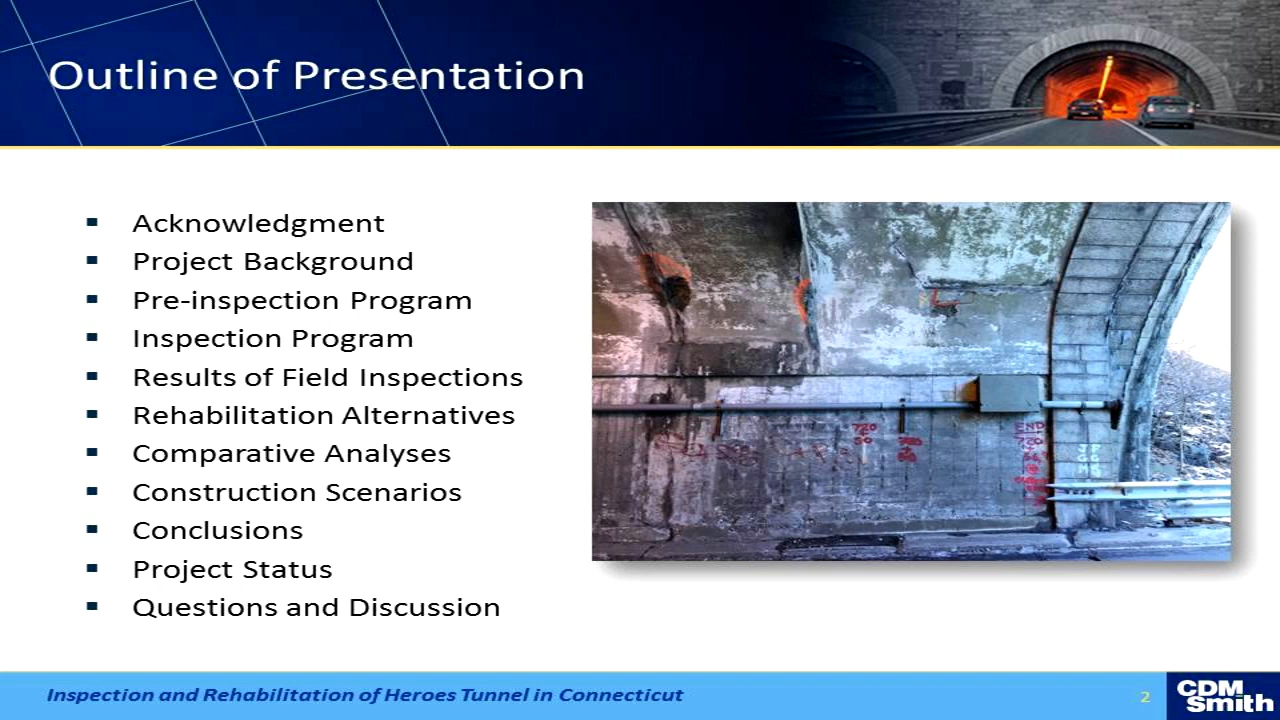 Outline of Presentation
Acknowledgment
Project Background
Pre-inspection Program
Inspection Program
Results of Field Inspections
Rehabilitation Alternatives
Comparative Analyses
Construction Scenarios
Conclusions
Project Status
Questions and Discussion
END
720
Inspection and Rehabilitation of Heroes Tunnel in Connecticut
2
CDM
Smith